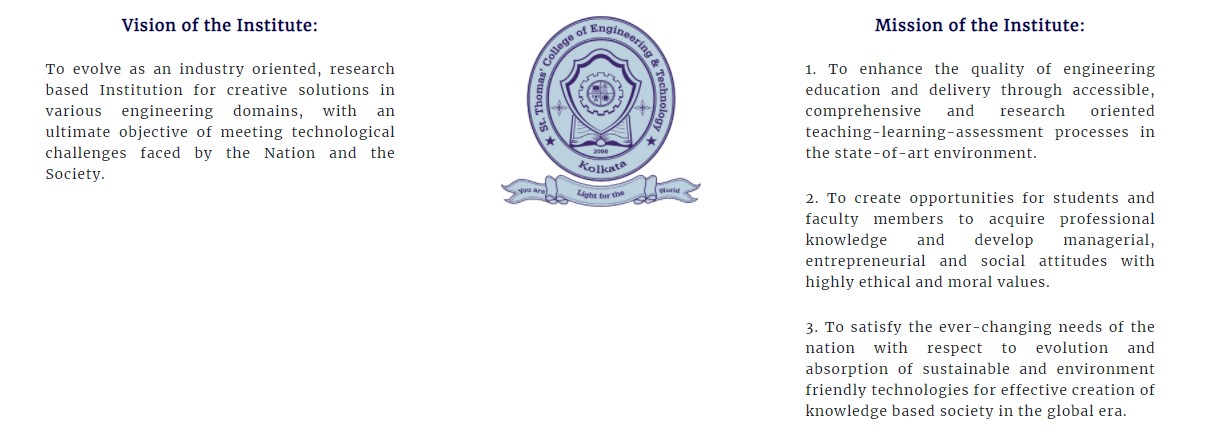 Vision of the Institute:
To evolve as an industry oriented, research
based Institution for creative solutions in
various engineering domains, with an
ultimate objective of meeting technological
challenges faced by the Nation and the
Society.
St. Thomas' College of Engineering & Technology
2000
Kolkata
You are Light for the World
Mission of the Institute:
1. To enhance the quality of engineering
education and delivery through accessible,
comprehensive and research oriented
teaching-learning-assessment processes in
the state-of-art environment.
2. To create opportunities for students and
faculty members to acquire professional
knowledge and develop managerial,
entrepreneurial and social attitudes with
highly ethical and moral values.
3. To satisfy the ever-changing needs of the
nation with respect to evolution and
absorption of sustainable and environment
friendly technologies for effective creation of
knowledge based society in the global era.